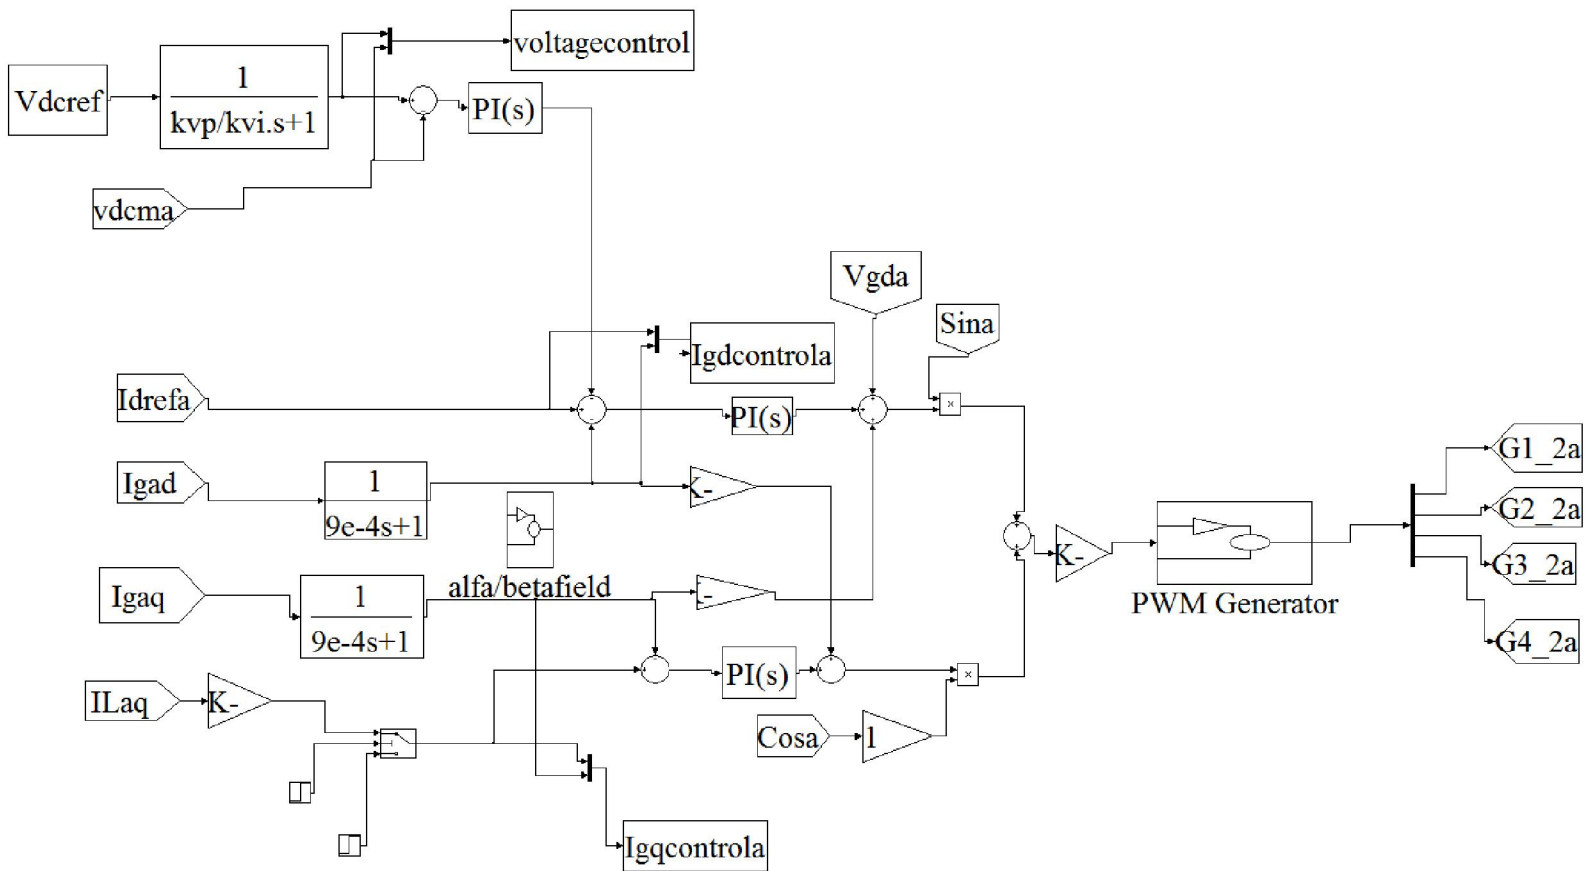 voltagecontrol
Vdcref
1
kvp/kvi.s+1
PI(s)
vdcma
Vgda
Sina
Igdcontrola
Idrefa
PI(s)
×
Igad
1
9e-4s+1
K-
G1_2a
G2_2a
G3_2a
G4_2a
K-
PWM Generator
alfa/betafield
Igaq
1
9e-4s+1
PI(s)
×
ILaq
K-
Cosa
1
Igqcontrola